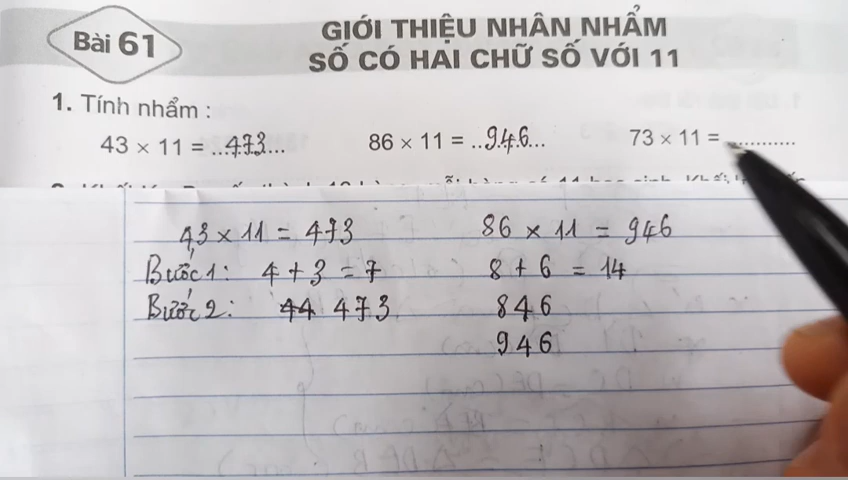 Bài 61
GIỚI THIỆU NHÂN NHẨM
SỐ CÓ HAI CHỮ SỐ VỚI 11
1. Tính nhẩm :
43 × 11 = ...473... 86 × 11 = ..946... 73 × 11 = ...........
43 × 11 = 473 86 × 11 = 946
Bước 1: 4 + 3 = 7 8 + 6 = 14
Bước 2: 44 473 846
946